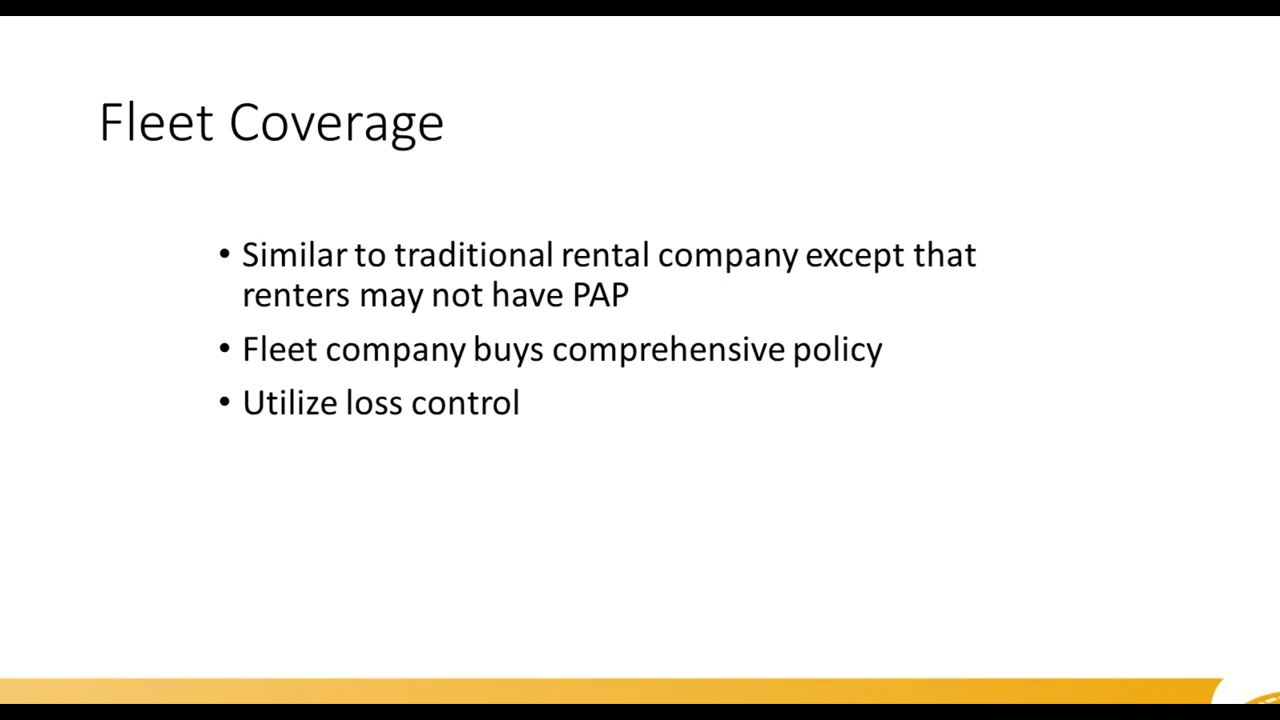 Fleet Coverage
• Similar to traditional rental company except that
renters may not have PAP
• Fleet company buys comprehensive policy
• Utilize loss control